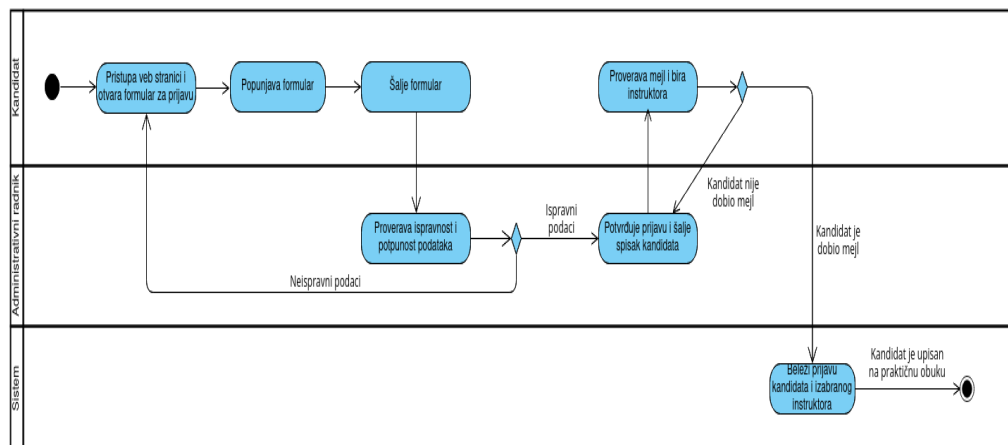 Kandidat
Pristupa veb stranici i
otvara formular za prijavu
Popunjava formular
Šalje formular
Proverava mejl i bira
instruktora
Kandidat nije
dobio mejl
Kandidat je
dobio mejl
Administrativni radnik
Proverava ispravnost i
potpunost podataka
Ispravni
podaci
Potvrđuje prijavu i šalje
spisak kandidata
Neispravni podaci
Sistem
Beleži prijavu
kandidata i izabranog
instruktora
Kandidat je upisan
na praktičnu obuku